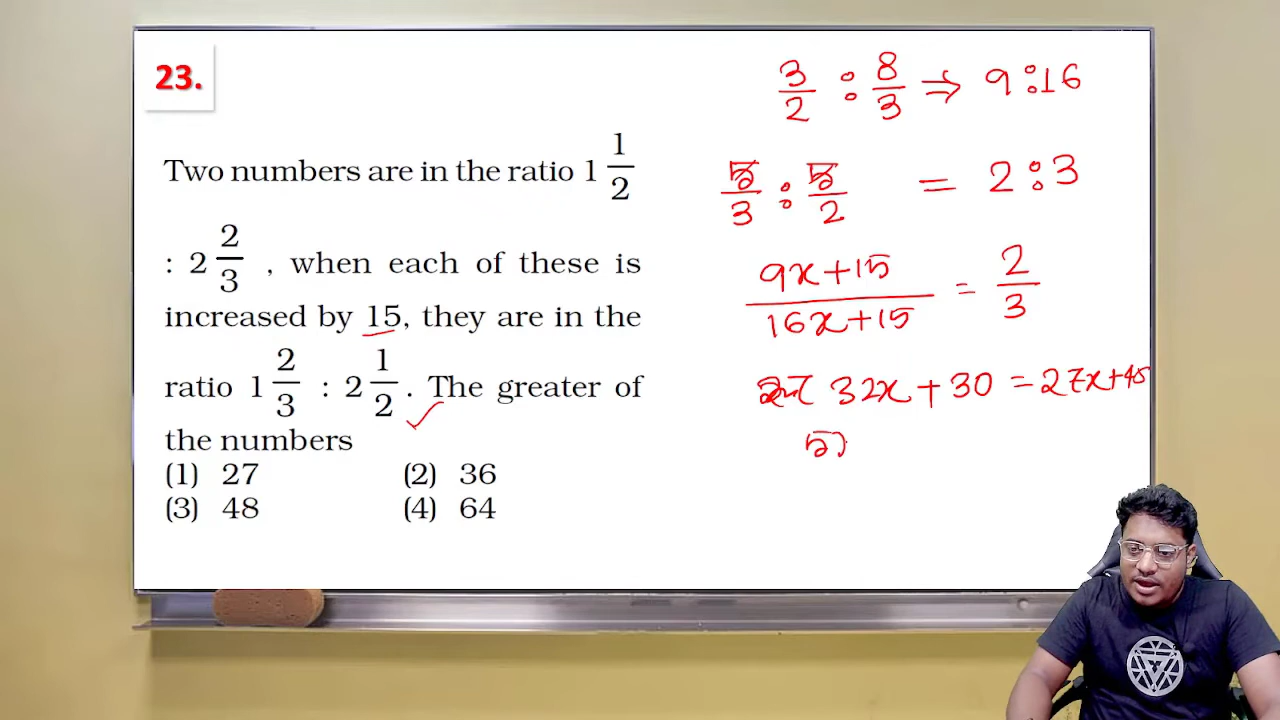 23.
Two numbers are in the ratio 1 1/2
: 2 2/3 , when each of these is
increased by 15, they are in the
ratio 1 2/3 : 2 1/2 . The greater of
the numbers
(1) 27 (2) 36
(3) 48 (4) 64
3/2 : 8/3 ⇒ 9:16
5/3 : 5/2 = 2:3
9x+15/16x+15 = 2/3
32x + 30 = 27x+45
5